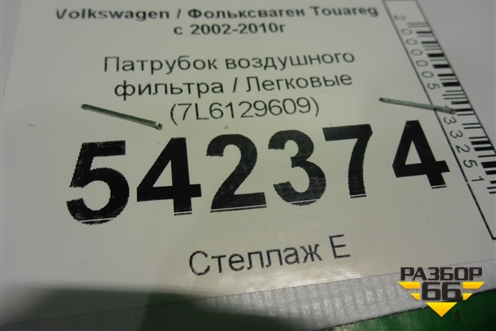 Volkswagen / Фольксваген Touareg
с 2002-2010г
Патрубок воздушного
фильтра / Легковые
(7L6129609)
542374
Стеллаж Е
РАЗБОР
66